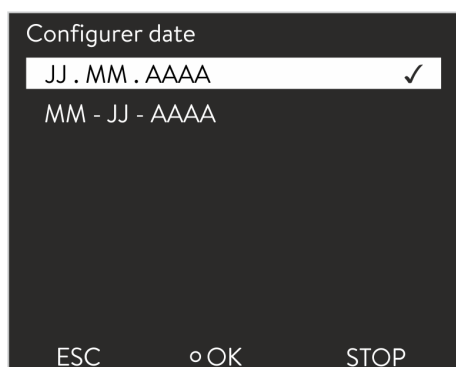 Configurer date
JJ . MM . AAAA ✓
MM - JJ - AAAA
ESC OK STOP